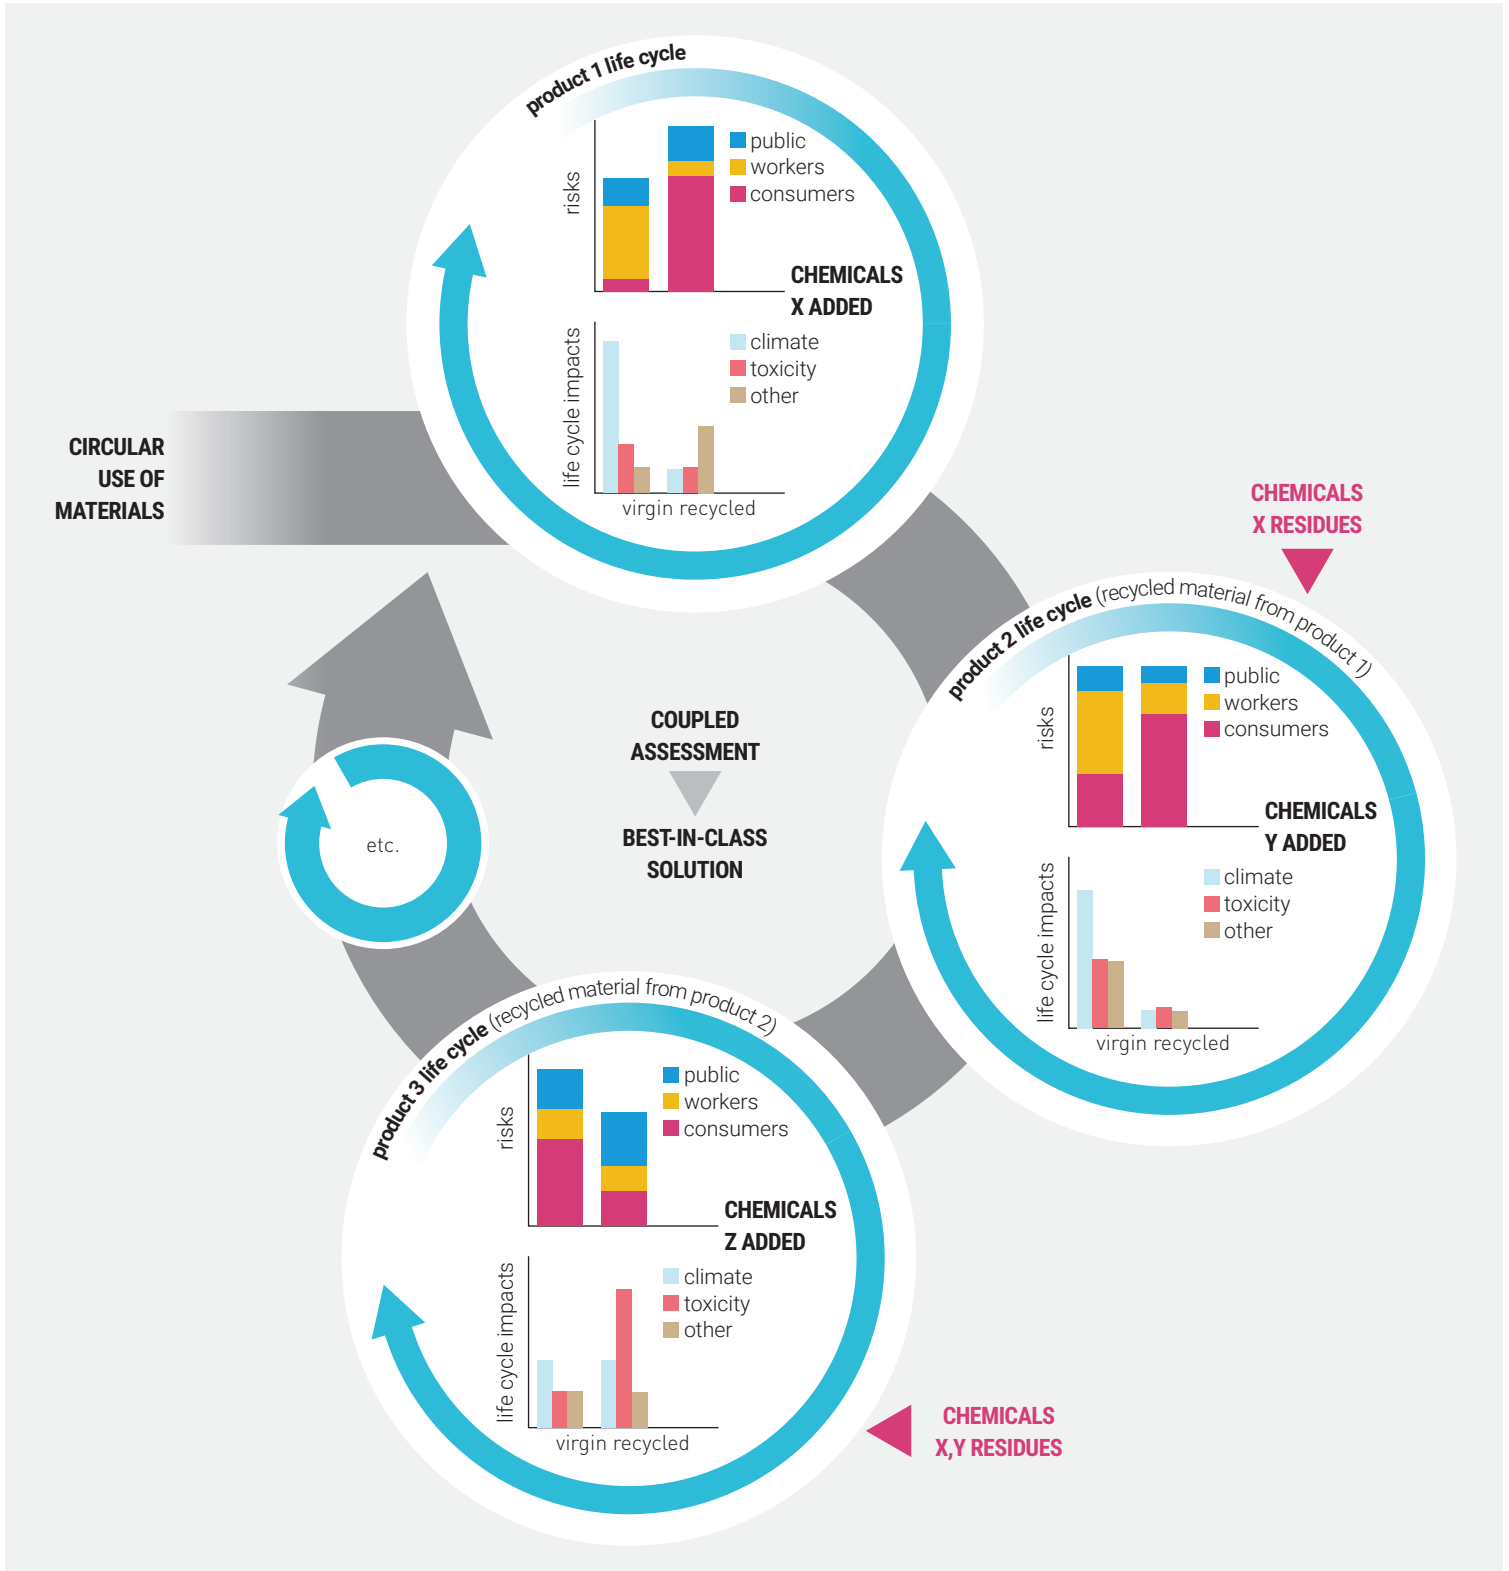 product 1 life cycle
risks
public
workers
consumers
CHEMICALS
X ADDED
life cycle impacts
climate
toxicity
other
virgin recycled
CIRCULAR
USE OF
MATERIALS
CHEMICALS
X RESIDUES
product 2 life cycle (recycled material from product 1)
risks
public
workers
consumers
CHEMICALS
Y ADDED
life cycle impacts
climate
toxicity
other
virgin recycled
COUPLED
ASSESSMENT
BEST-IN-CLASS
SOLUTION
etc.
product 3 life cycle (recycled material from product 2)
risks
public
workers
consumers
CHEMICALS
Z ADDED
life cycle impacts
climate
toxicity
other
virgin recycled
CHEMICALS
X,Y RESIDUES